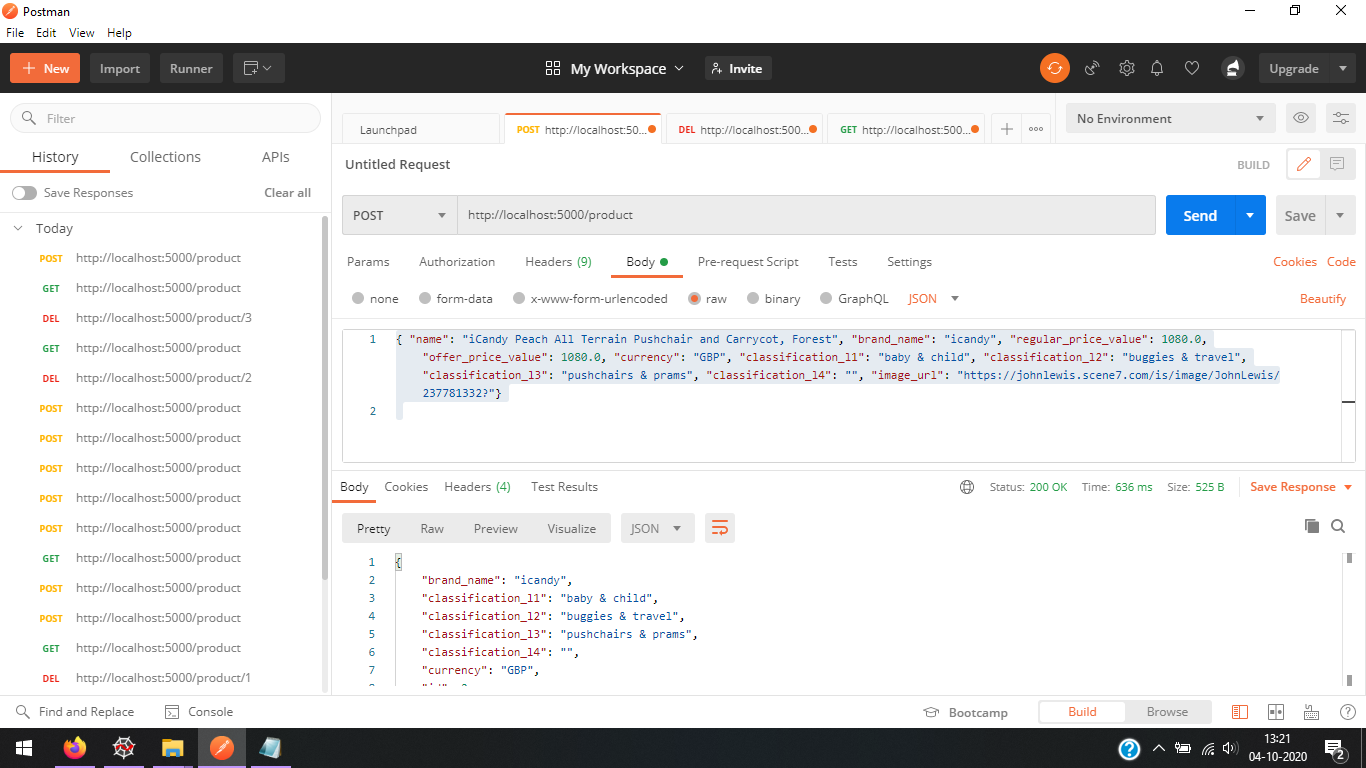 Postman
File Edit View Help
New Import Runner My Workspace Invite Upgrade
Filter
History Collections APIs
Save Responses Clear all
Today
POST http://localhost:5000/product
GET http://localhost:5000/product
DEL http://localhost:5000/product/3
GET http://localhost:5000/product
DEL http://localhost:5000/product/2
POST http://localhost:5000/product
POST http://localhost:5000/product
POST http://localhost:5000/product
POST http://localhost:5000/product
POST http://localhost:5000/product
GET http://localhost:5000/product
POST http://localhost:5000/product
POST http://localhost:5000/product
GET http://localhost:5000/product
DEL http://localhost:5000/product/1
Launchpad POST http://localhost:50... DEL http://localhost:500... GET http://localhost:500... No Environment
Untitled Request BUILD
POST http://localhost:5000/product Send Save
Params Authorization Headers (9) Body Pre-request Script Tests Settings Cookies Code
none form-data x-www-form-urlencoded raw binary GraphQL JSON Beautify
1 { "name": "iCandy Peach All Terrain Pushchair and Carrycot, Forest", "brand_name": "icandy", "regular_price_value": 1080.0,
"offer_price_value": 1080.0, "currency": "GBP", "classification_l1": "baby & child", "classification_l2": "buggies & travel",
"classification_l3": "pushchairs & prams", "classification_l4": "", "image_url": "https://johnlewis.scene7.com/is/image/JohnLewis/
237781332?"}
2
Body Cookies Headers (4) Test Results Status: 200 OK Time: 636 ms Size: 525 B Save Response
Pretty Raw Preview Visualize JSON
1 {
2 "brand_name": "icandy",
3 "classification_l1": "baby & child",
4 "classification_l2": "buggies & travel",
5 "classification_l3": "pushchairs & prams",
6 "classification_l4": "",
7 "currency": "GBP",
Find and Replace Console Bootcamp Build Browse
13:21
04-10-2020
2